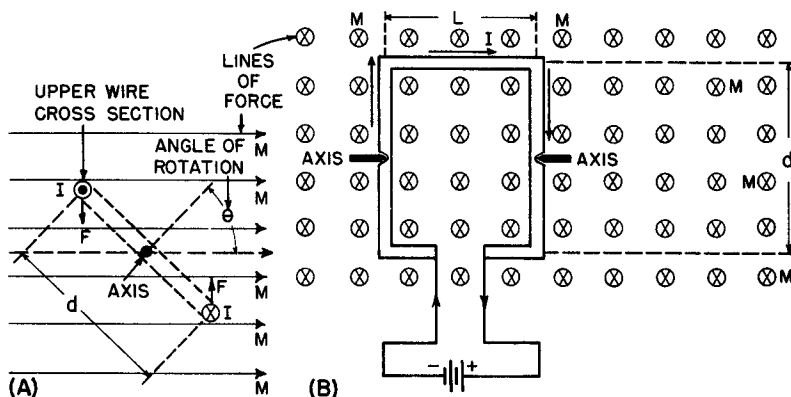 LINES
OF
FORCE
UPPER WIRE
CROSS SECTION
ANGLE OF
ROTATION
M
I
M
θ
F
M
M
AXIS
F
M
I
d
M
M
(A)
M
L
M
I
M
AXIS
AXIS
d
M
M
- +
(B)